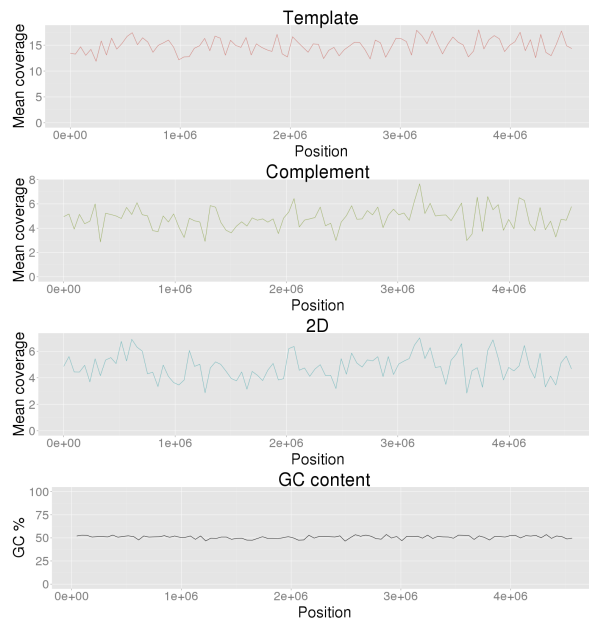 Template
Mean coverage
15
10
5
0
0e+00 1e+06 2e+06 3e+06 4e+06
Position
Complement
Mean coverage
8
6
4
2
0
0e+00 1e+06 2e+06 3e+06 4e+06
Position
2D
Mean coverage
6
4
2
0
0e+00 1e+06 2e+06 3e+06 4e+06
Position
GC content
GC %
100
75
50
25
0
0e+00 1e+06 2e+06 3e+06 4e+06
Position